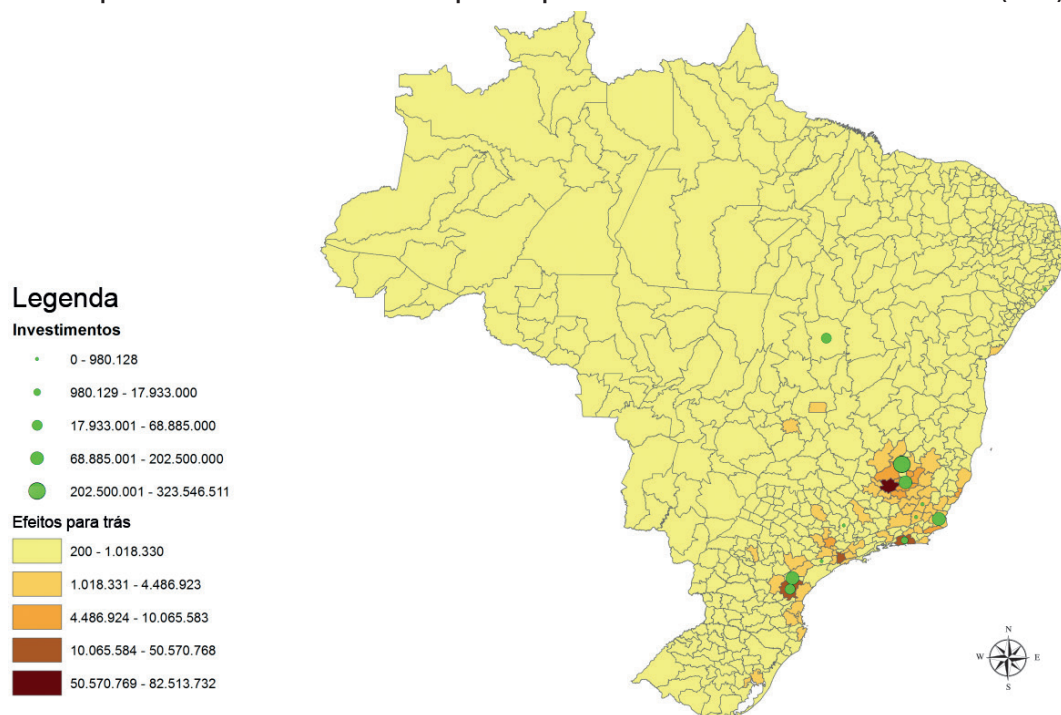 Legenda
Investimentos
0 - 980.128
980.129 - 17.933.000
17.933.001 - 68.885.000
68.885.001 - 202.500.000
202.500.001 - 323.546.511
Efeitos para trás
200 - 1.018.330
1.018.331 - 4.486.923
4.486.924 - 10.065.583
10.065.584 - 50.570.768
50.570.769 - 82.513.732
N
W E
S